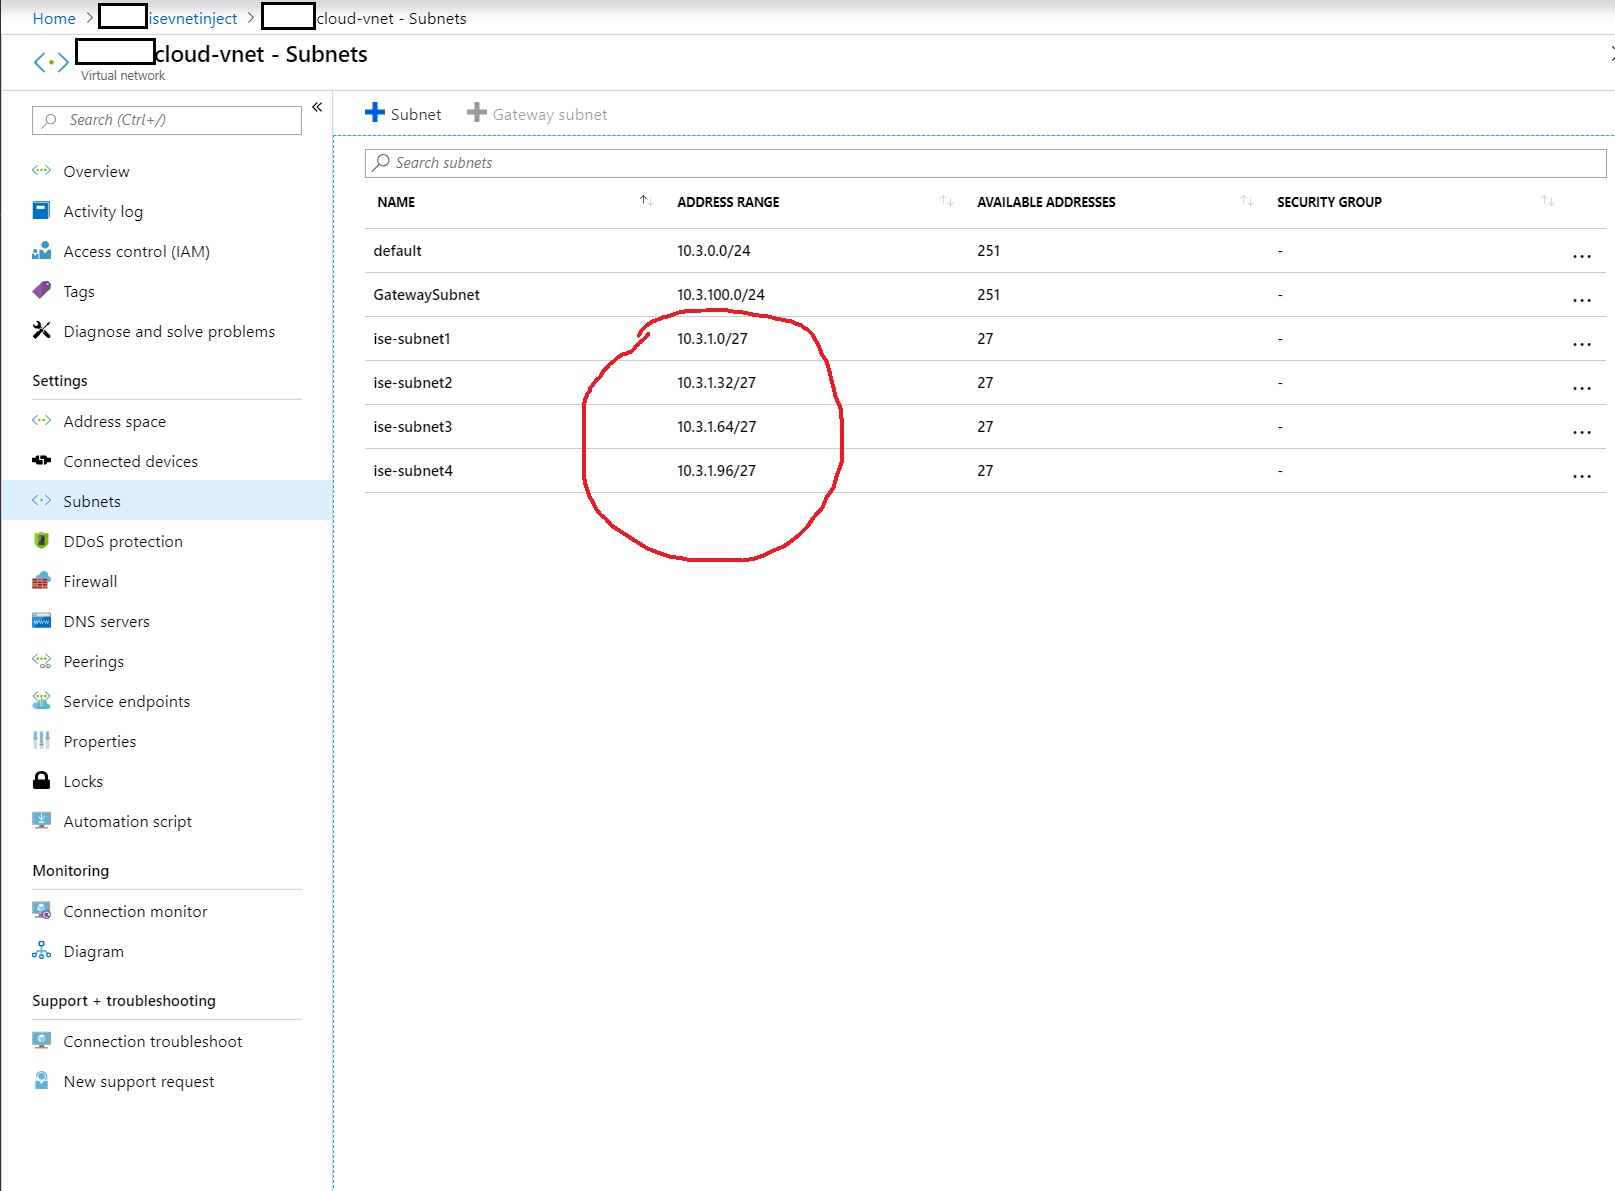 Home > isevnetinject > cloud-vnet - Subnets
cloud-vnet - Subnets
Virtual network
Search (Ctrl+/)
«
Overview
Activity log
Access control (IAM)
Tags
Diagnose and solve problems
Settings
Address space
Connected devices
Subnets
DDoS protection
Firewall
DNS servers
Peerings
Service endpoints
Properties
Locks
Automation script
Monitoring
Connection monitor
Diagram
Support + troubleshooting
Connection troubleshoot
New support request
+ Subnet + Gateway subnet
Search subnets
NAME ↑↓ ADDRESS RANGE ↑↓ AVAILABLE ADDRESSES ↑↓ SECURITY GROUP ↑↓
default 10.3.0.0/24 251 - ...
GatewaySubnet 10.3.100.0/24 251 - ...
ise-subnet1 10.3.1.0/27 27 - ...
ise-subnet2 10.3.1.32/27 27 - ...
ise-subnet3 10.3.1.64/27 27 - ...
ise-subnet4 10.3.1.96/27 27 - ...